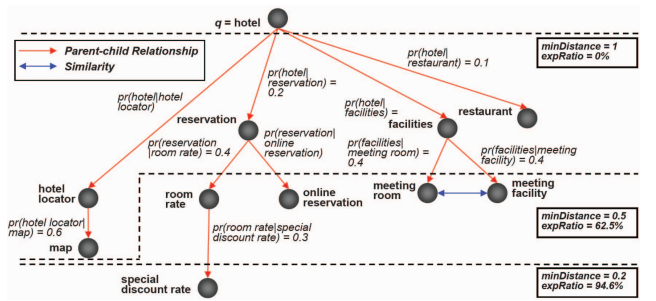 q = hotel
Parent-child Relationship
Similarity
minDistance = 1
expRatio = 0%
pr(hotel|
restaurant) = 0.1
pr(hotel|
reservation) =
0.2
pr(hotel|hotel
locator)
pr(hotel|
facilities) =
restaurant
reservation
facilities
pr(reservation
|room rate) = 0.4
pr(reservation|
online
reservation)
pr(facilities|
meeting room) =
0.4
pr(facilities|meeting
facility) = 0.4
hotel
locator
room
rate
online
reservation
meeting
room
meeting
facility
pr(hotel locator|
map) = 0.6
map
pr(room rate|special
discount rate) = 0.3
minDistance = 0.5
expRatio = 62.5%
special
discount rate
minDistance = 0.2
expRatio = 94.6%